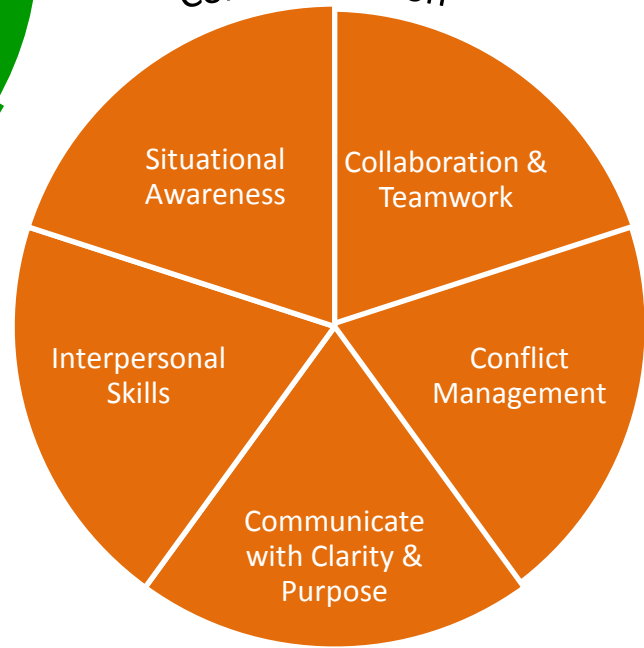 Situational
Awareness
Collaboration &
Teamwork
Interpersonal
Skills
Conflict
Management
Communicate
with Clarity &
Purpose